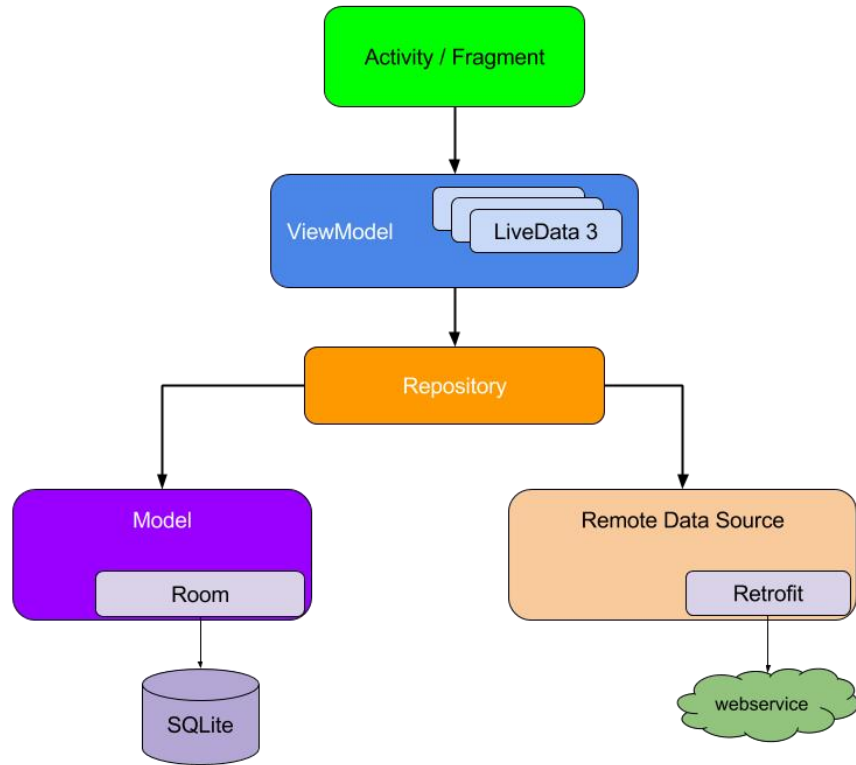 Activity / Fragment
ViewModel
LiveData 3
Repository
Model
Remote Data Source
Room
Retrofit
SQLite
webservice